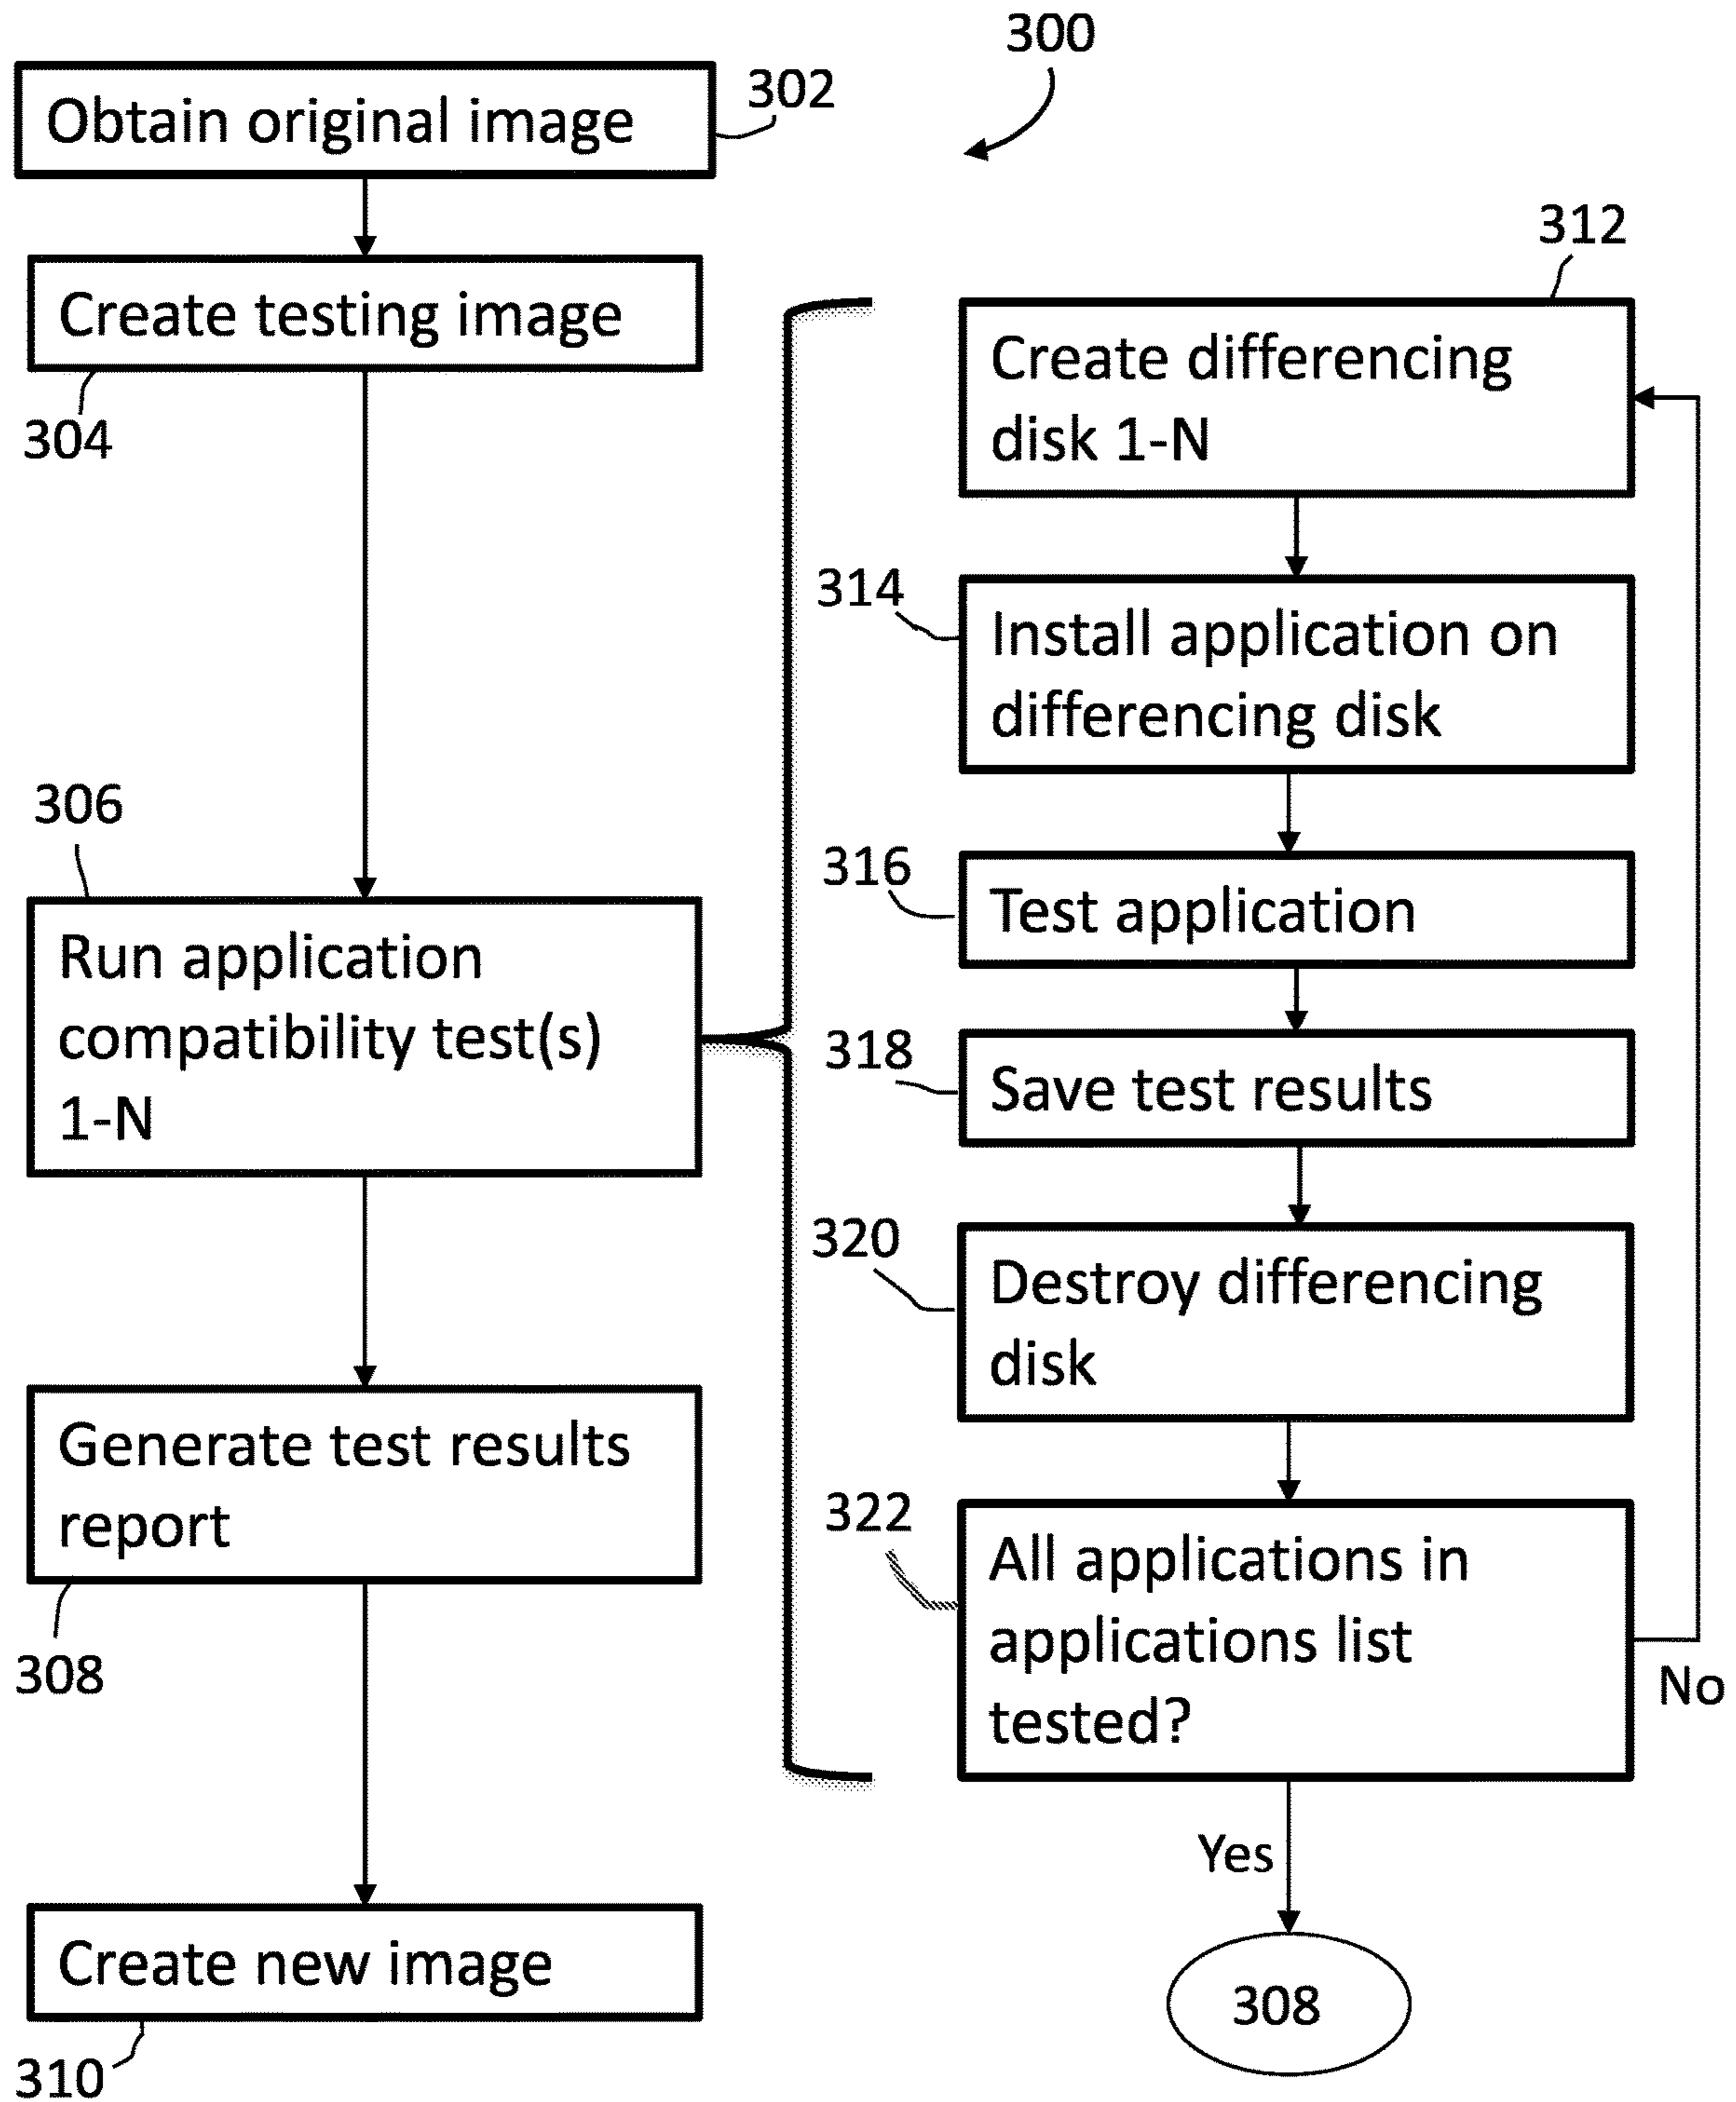 300
Obtain original image
302
Create testing image
304
306
Run application
compatibility test(s)
1-N
Generate test results
report
308
Create new image
310
312
Create differencing
disk 1-N
314
Install application on
differencing disk
316
Test application
318
Save test results
320
Destroy differencing
disk
322
All applications in
applications list
tested?
No
Yes
308